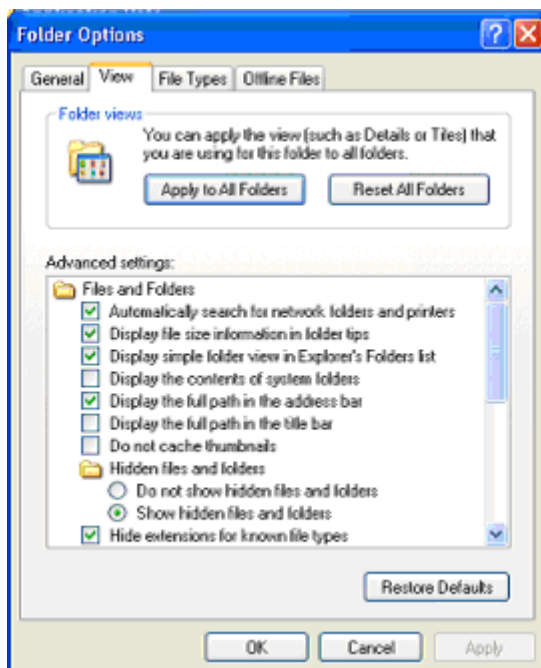 Folder Options
General View File Types Offline Files
Folder views
You can apply the view (such as Details or Tiles) that
you are using for this folder to all folders.
Apply to All Folders Reset All Folders
Advanced settings:
Files and Folders
Automatically search for network folders and printers
Display file size information in folder tips
Display simple folder view in Explorer's Folders list
Display the contents of system folders
Display the full path in the address bar
Display the full path in the title bar
Do not cache thumbnails
Hidden files and folders
Do not show hidden files and folders
Show hidden files and folders
Hide extensions for known file types
Restore Defaults
OK Cancel Apply